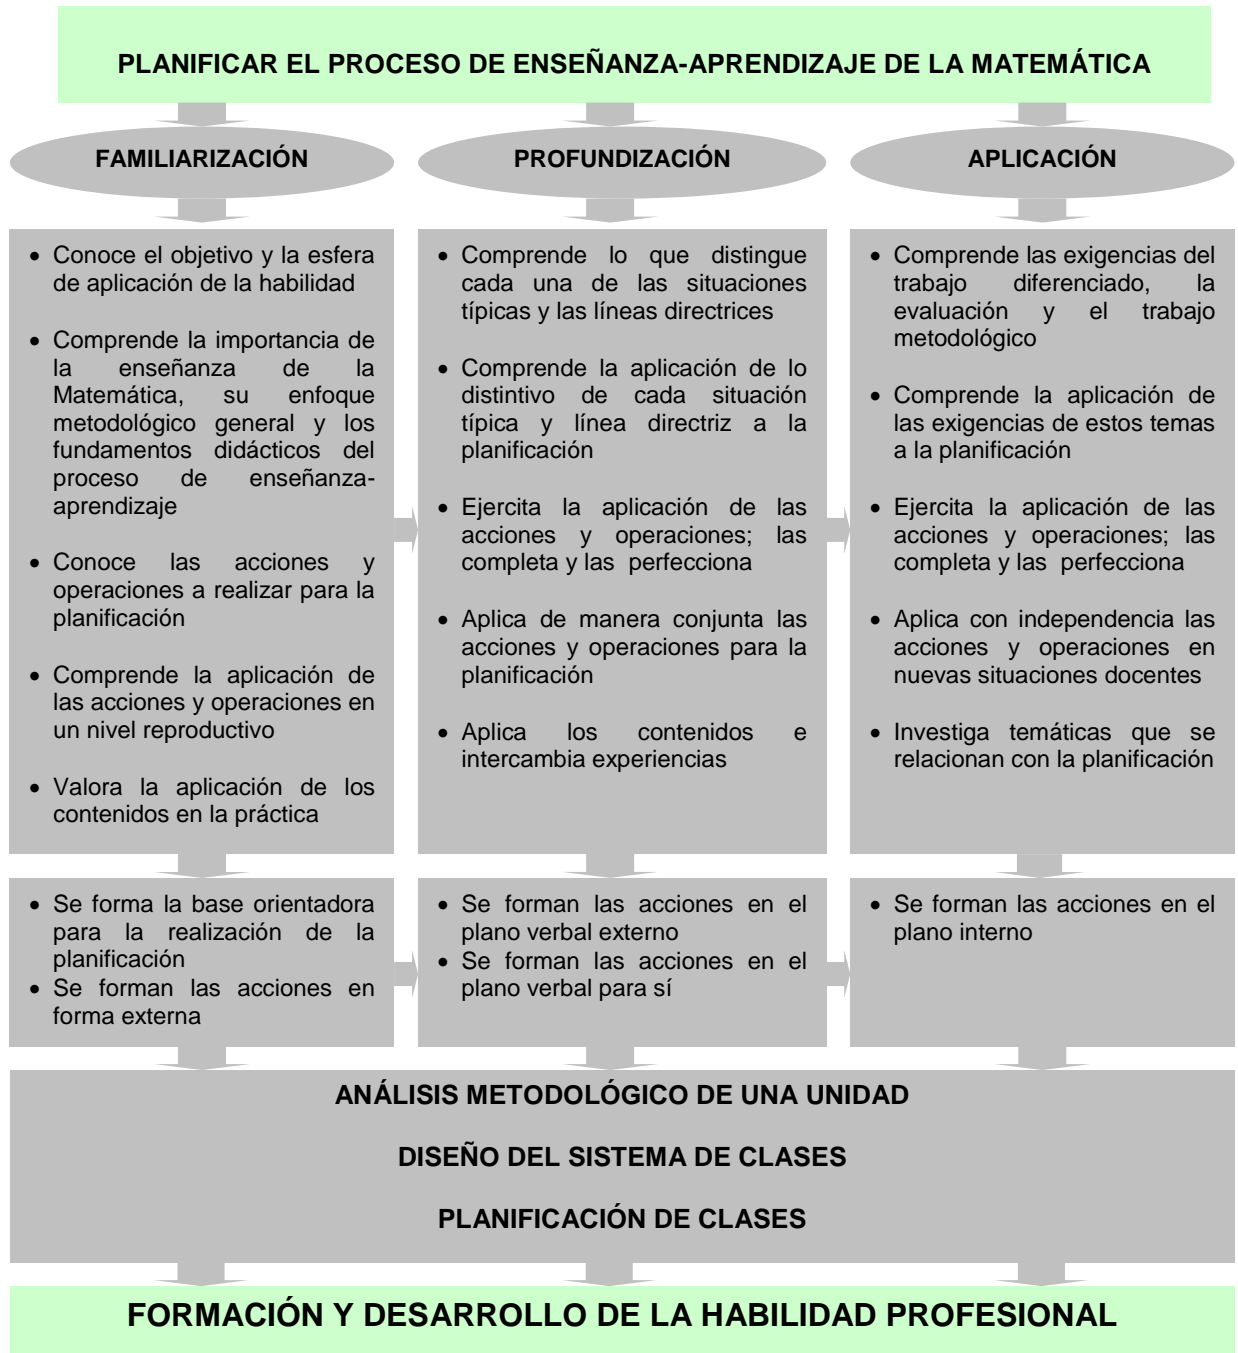 PLANIFICAR EL PROCESO DE ENSEÑANZA-APRENDIZAJE DE LA MATEMÁTICA
FAMILIARIZACIÓN
PROFUNDIZACIÓN
APLICACIÓN
• Conoce el objetivo y la esfera
de aplicación de la habilidad
• Comprende la importancia de
la enseñanza de la
Matemática, su enfoque
metodológico general y los
fundamentos didácticos del
proceso de enseñanza-
aprendizaje
• Conoce las acciones y
operaciones a realizar para la
planificación
• Comprende la aplicación de
las acciones y operaciones en
un nivel reproductivo
• Valora la aplicación de los
contenidos en la práctica
• Comprende lo que distingue
cada una de las situaciones
típicas y las líneas directrices
• Comprende la aplicación de lo
distintivo de cada situación
típica y línea directriz a la
planificación
• Ejercita la aplicación de las
acciones y operaciones; las
completa y las perfecciona
• Aplica de manera conjunta las
acciones y operaciones para la
planificación
• Aplica los contenidos e
intercambia experiencias
• Comprende las exigencias del
trabajo diferenciado, la
evaluación y el trabajo
metodológico
• Comprende la aplicación de
las exigencias de estos temas
a la planificación
• Ejercita la aplicación de las
acciones y operaciones; las
completa y las perfecciona
• Aplica con independencia las
acciones y operaciones en
nuevas situaciones docentes
• Investiga temáticas que se
relacionan con la planificación
• Se forma la base orientadora
para la realización de la
planificación
• Se forman las acciones en
forma externa
• Se forman las acciones en el
plano verbal externo
• Se forman las acciones en el
plano verbal para sí
• Se forman las acciones en el
plano interno
ANÁLISIS METODOLÓGICO DE UNA UNIDAD
DISEÑO DEL SISTEMA DE CLASES
PLANIFICACIÓN DE CLASES
FORMACIÓN Y DESARROLLO DE LA HABILIDAD PROFESIONAL